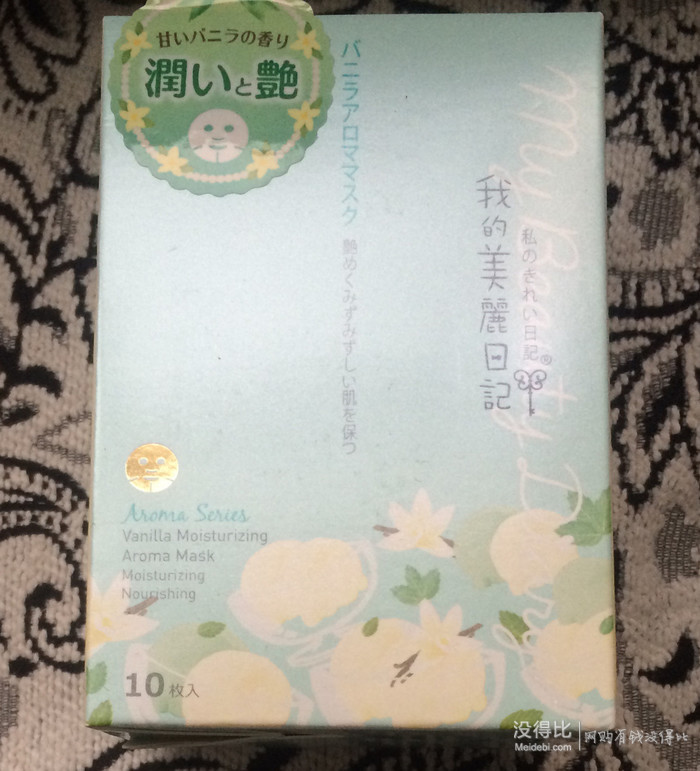 甘いバニラの香り
潤いと艶
バニラアロママスク
艶めくみずみずしい肌を保つ
My Beauty Diary
我的美麗日記
私のきれい日記®
Aroma Series
Vanilla Moisturizing
Aroma Mask
Moisturizing
Nourishing
10枚入
没得比
Meidebi.com
网购有钱没得比